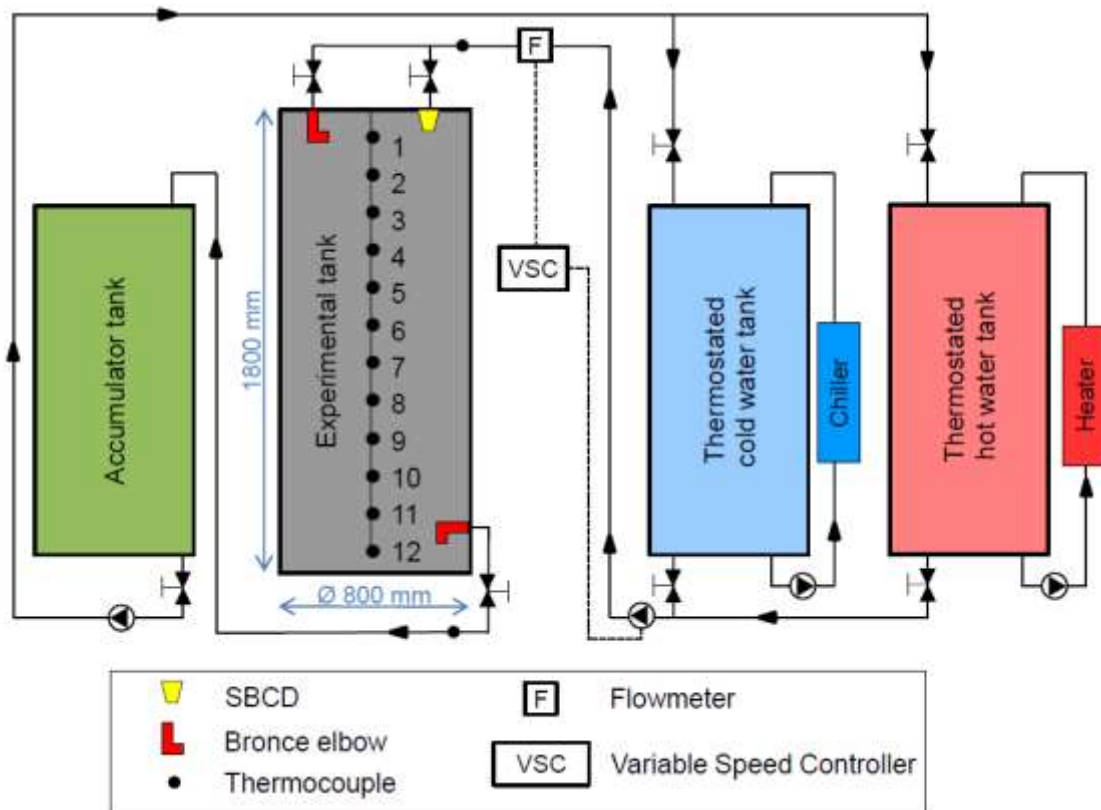 F
VSC
Accumulator tank
1800 mm
Experimental tank
1
2
3
4
5
6
7
8
9
10
11
12
Ø 800 mm
Thermostated
cold water tank
Chiller
Thermostated
hot water tank
Heater
SBCD
Bronce elbow
Thermocouple
F
Flowmeter
VSC
Variable Speed Controller